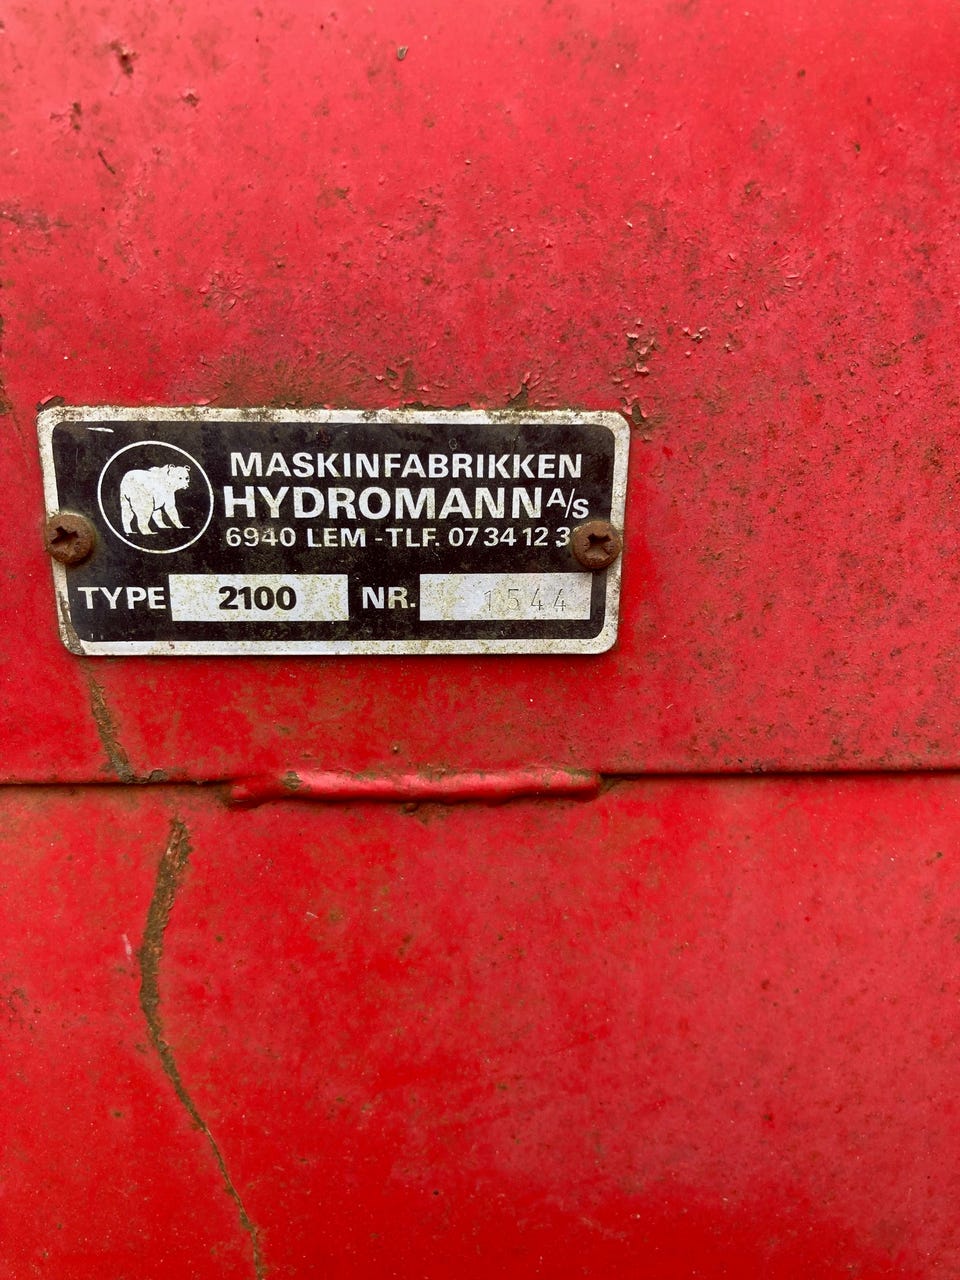 MASKINFABRIKKEN
HYDROMANN A/S
6940 LEM - TLF. 07 34 12 3
TYPE 2100 NR. 1544